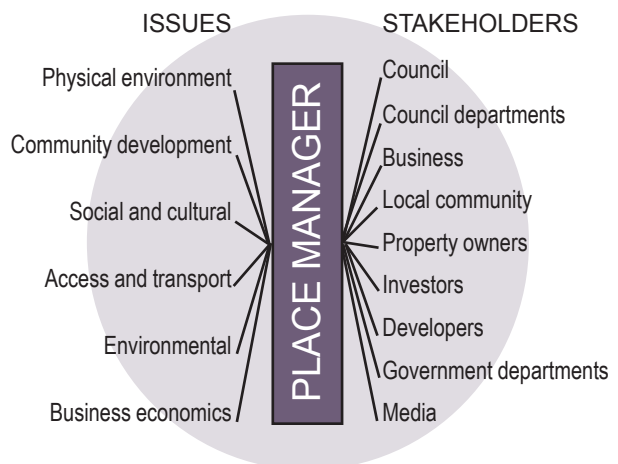 ISSUES
Physical environment
Community development
Social and cultural
Access and transport
Environmental
Business economics
PLACE MANAGER
STAKEHOLDERS
Council
Council departments
Business
Local community
Property owners
Investors
Developers
Government departments
Media